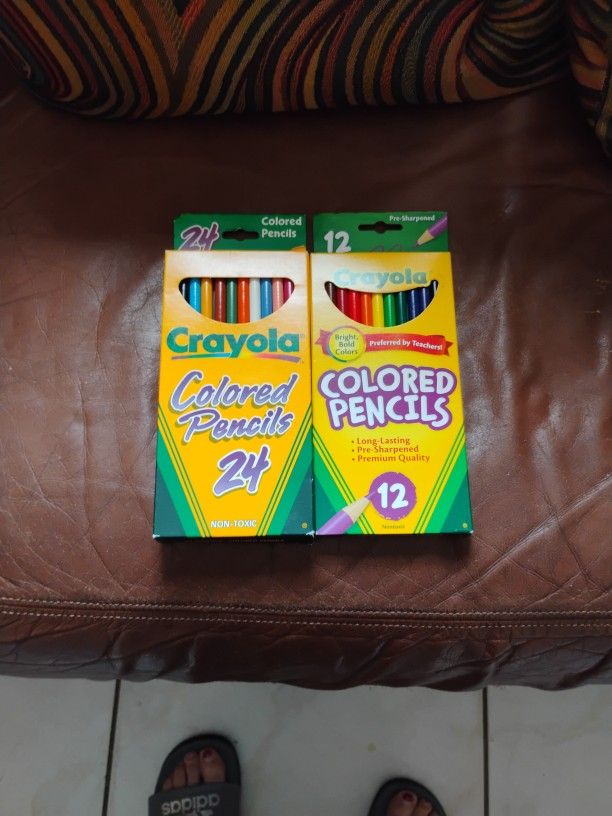 24
Colored
Pencils
Crayola
Colored
Pencils
24
NON-TOXIC
Pre-Sharpened
12
Crayola
Bright,
Bold
Colors
Preferred by Teachers!
COLORED
PENCILS
• Long-Lasting
• Pre-Sharpened
• Premium Quality
12
Nontoxic
adidas